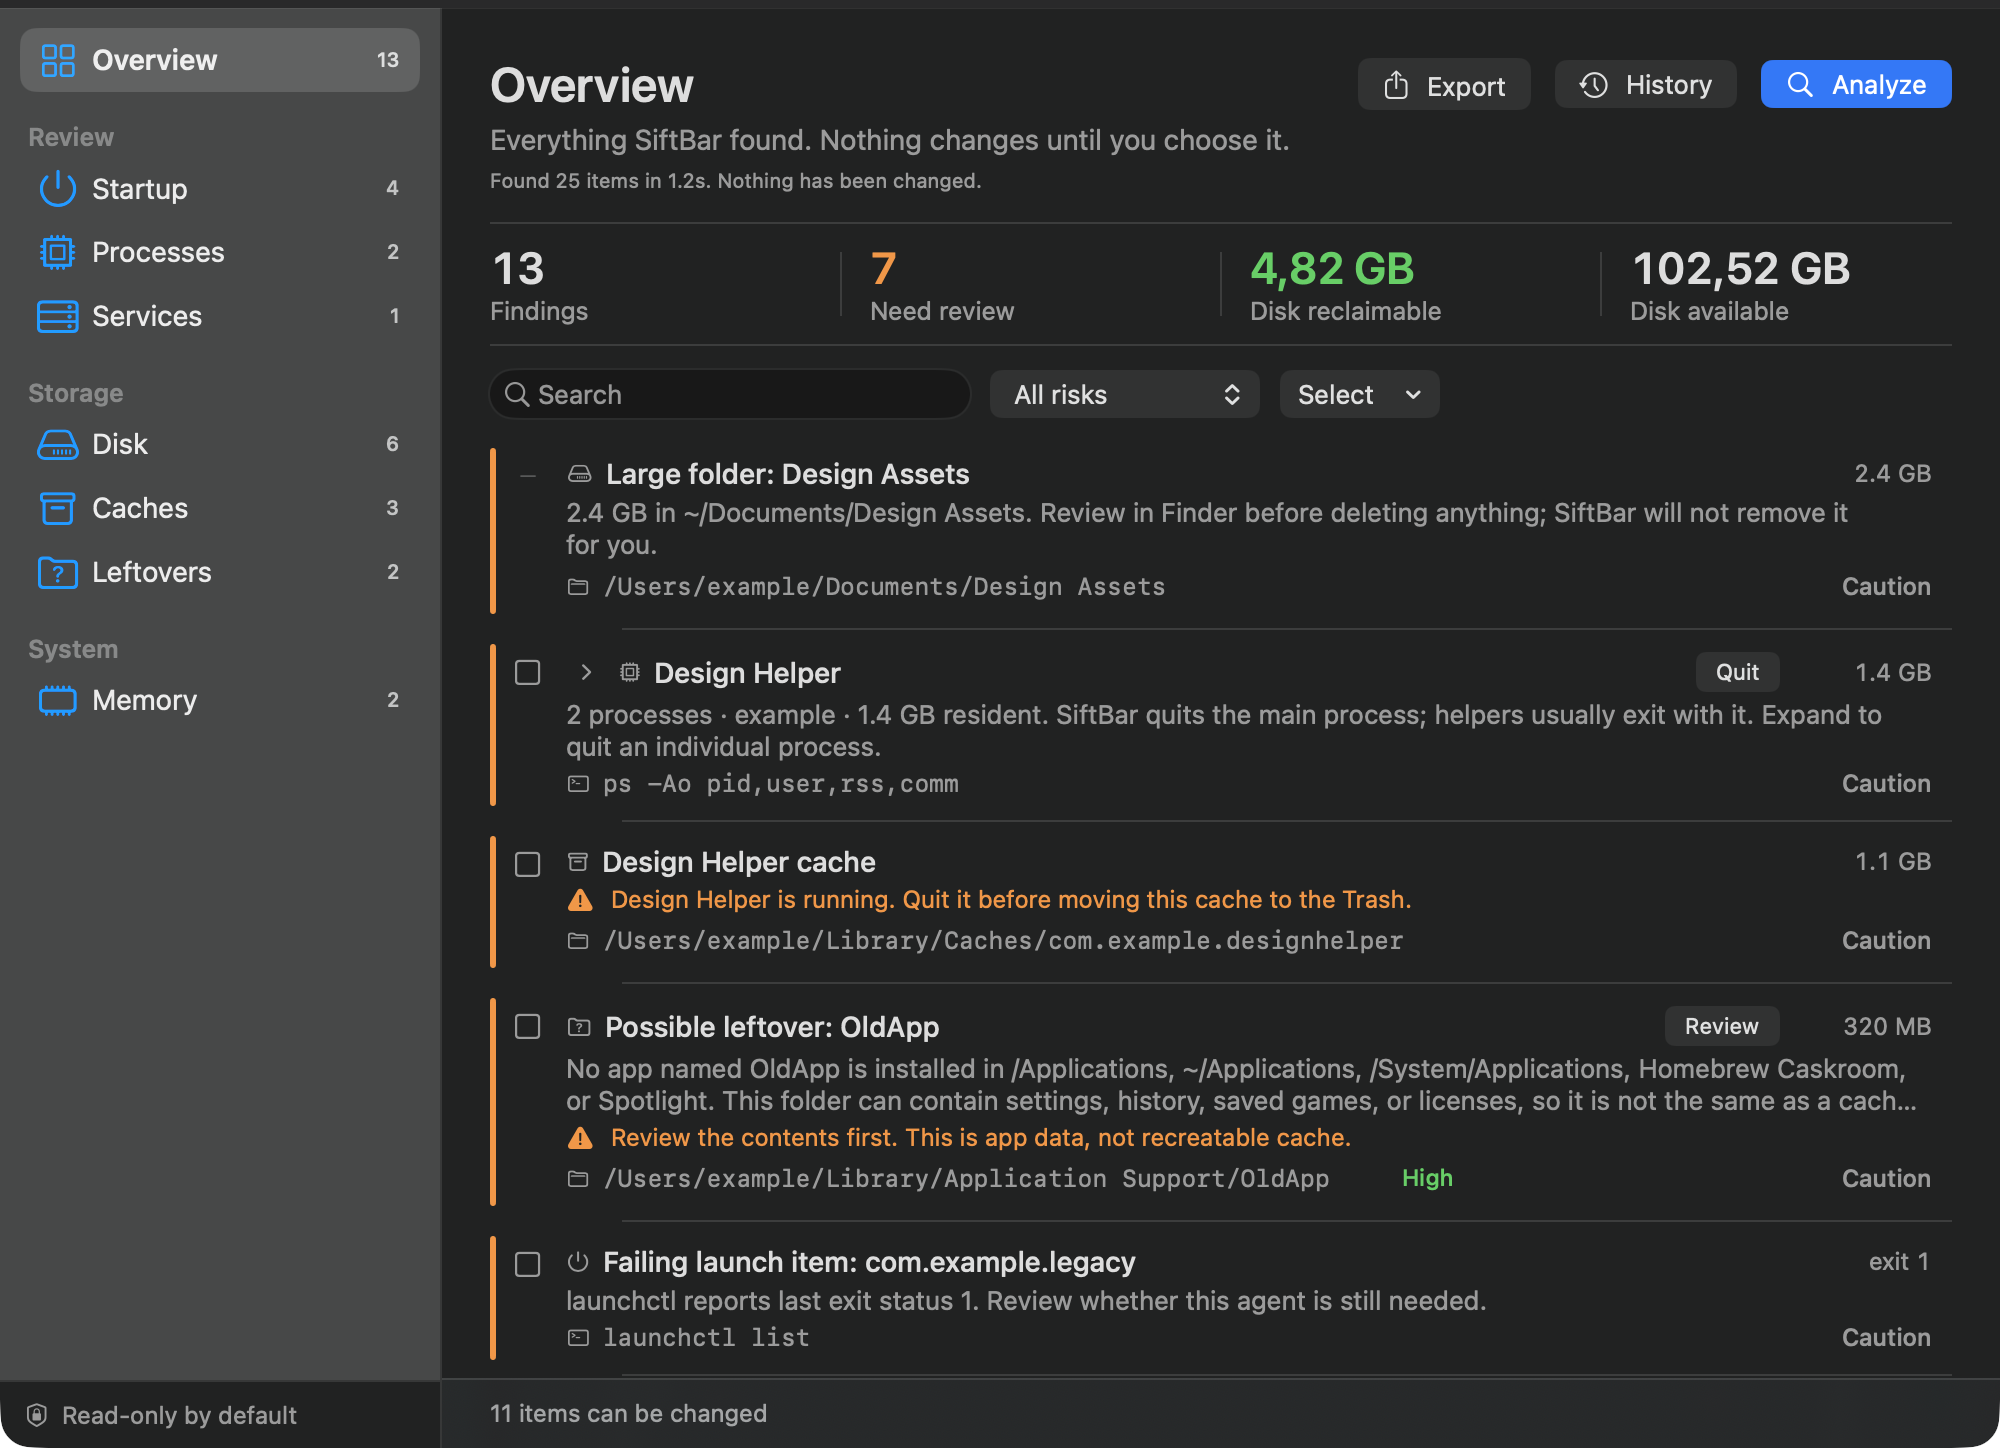 Overview 13
Review
Startup 4
Processes 2
Services 1
Storage
Disk 6
Caches 3
Leftovers 2
System
Memory 2
Read-only by default
Overview
Export
History
Analyze
Everything SiftBar found. Nothing changes until you choose it.
Found 25 items in 1.2s. Nothing has been changed.
13
Findings
7
Need review
4,82 GB
Disk reclaimable
102,52 GB
Disk available
Search
All risks
Select
Large folder: Design Assets 2.4 GB
2.4 GB in ~/Documents/Design Assets. Review in Finder before deleting anything; SiftBar will not remove it
for you.
/Users/example/Documents/Design Assets Caution
Design Helper Quit 1.4 GB
2 processes · example · 1.4 GB resident. SiftBar quits the main process; helpers usually exit with it. Expand to
quit an individual process.
ps -Ao pid,user,rss,comm Caution
Design Helper cache 1.1 GB
Design Helper is running. Quit it before moving this cache to the Trash.
/Users/example/Library/Caches/com.example.designhelper Caution
Possible leftover: OldApp Review 320 MB
No app named OldApp is installed in /Applications, ~/Applications, /System/Applications, Homebrew Caskroom,
or Spotlight. This folder can contain settings, history, saved games, or licenses, so it is not the same as a cach...
Review the contents first. This is app data, not recreatable cache.
/Users/example/Library/Application Support/OldApp High Caution
Failing launch item: com.example.legacy exit 1
launchctl reports last exit status 1. Review whether this agent is still needed.
launchctl list Caution
11 items can be changed